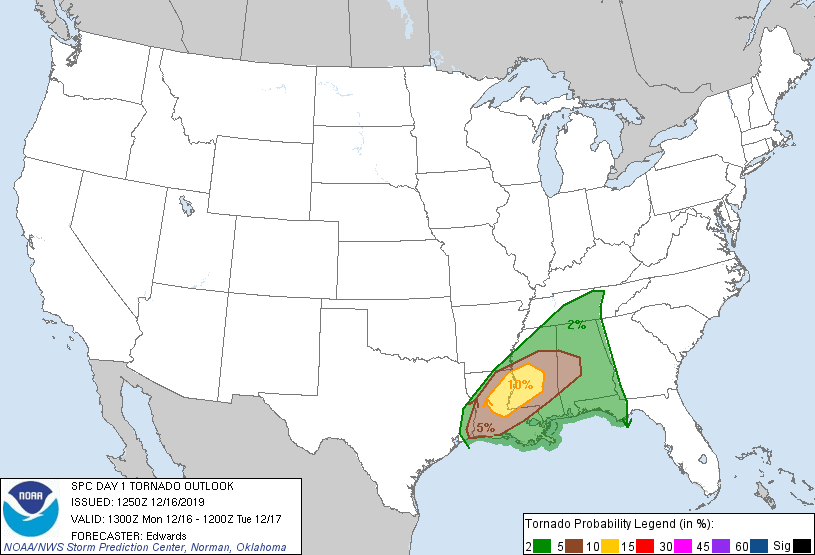 2%
10%
5%
NOAA
SPC DAY 1 TORNADO OUTLOOK
ISSUED: 1250Z 12/16/2019
VALID: 1300Z Mon 12/16 - 1200Z Tue 12/17
FORECASTER: Edwards
NOAA/NWS Storm Prediction Center, Norman, Oklahoma
Tornado Probability Legend (in %):
2 5 10 15 30 45 60 Sig